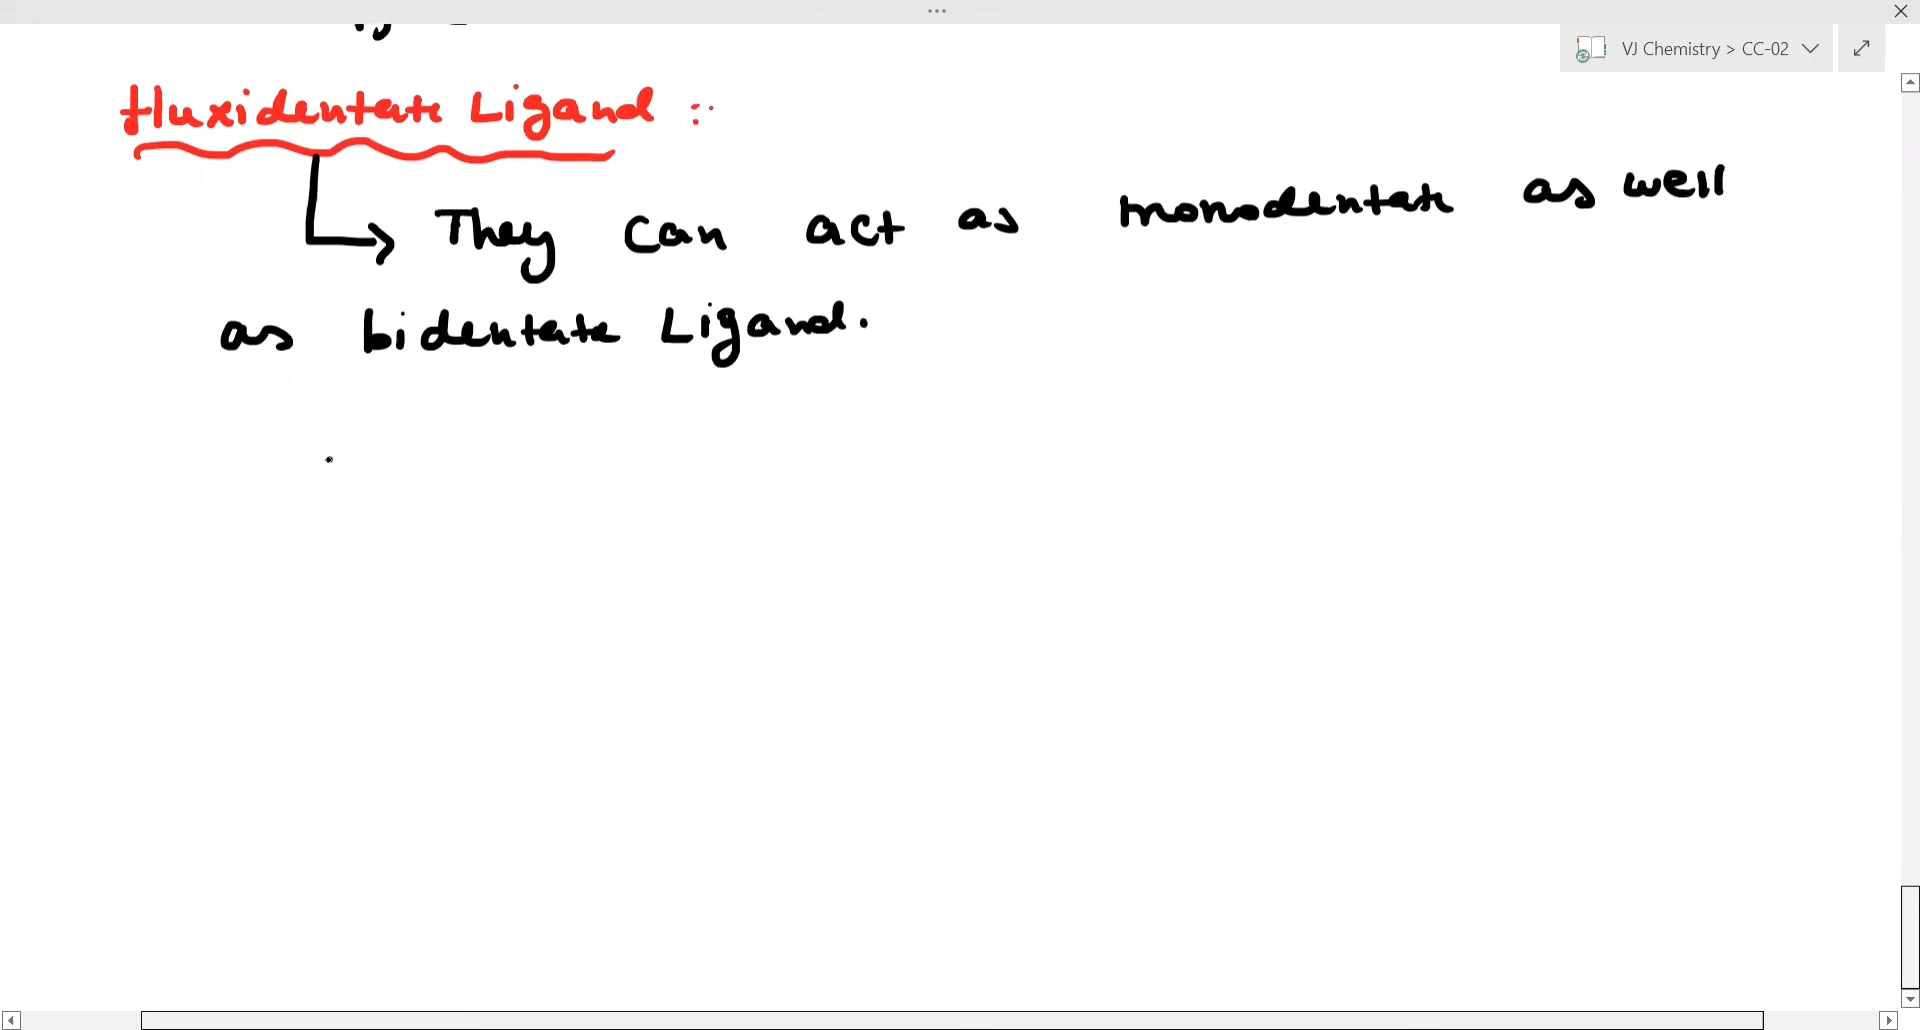 VJ Chemistry > CC-02
fluxidentate Ligand :-
They can act as monodentate as well
as bidentate Ligand.